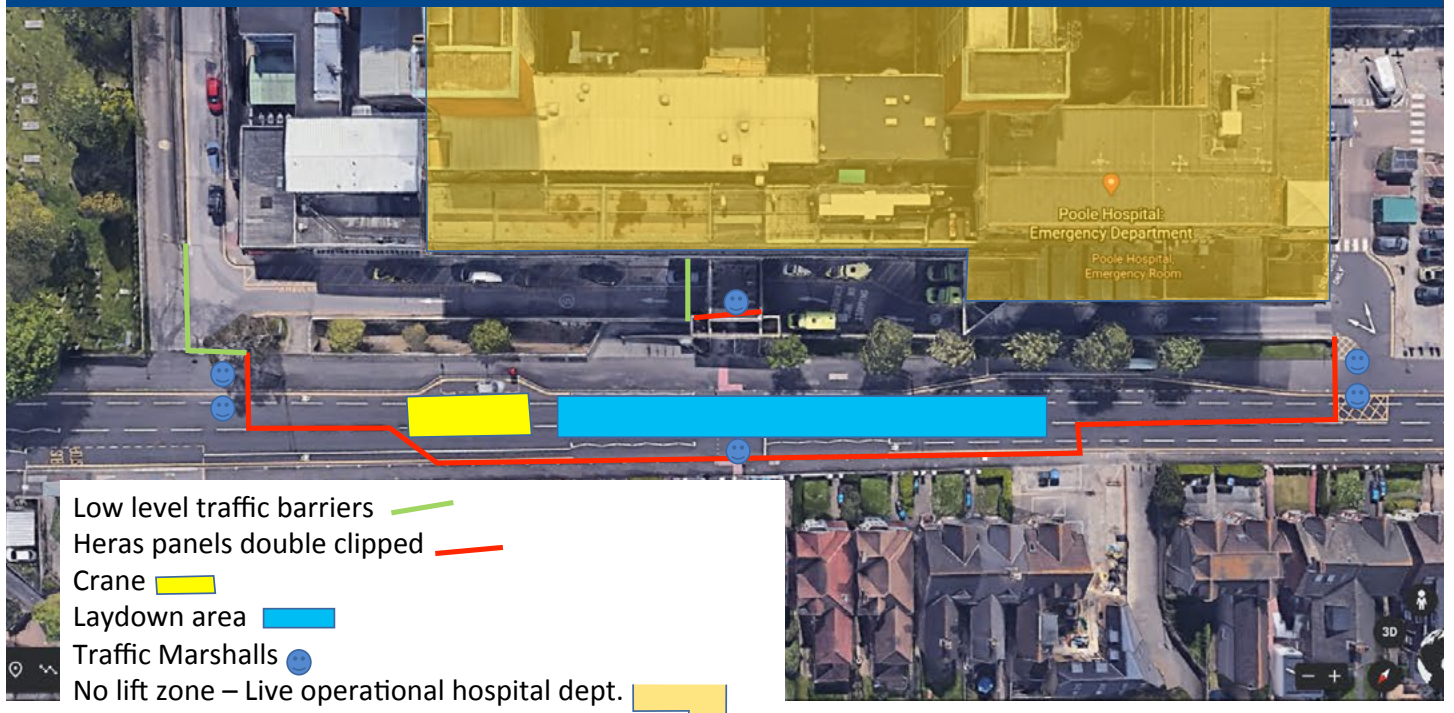 Poole Hospital:
Emergency Department
Poole Hospital,
Emergency Room
Low level traffic barriers
Heras panels double clipped
Crane
Laydown area
Traffic Marshalls
No lift zone – Live operational hospital dept.
3D